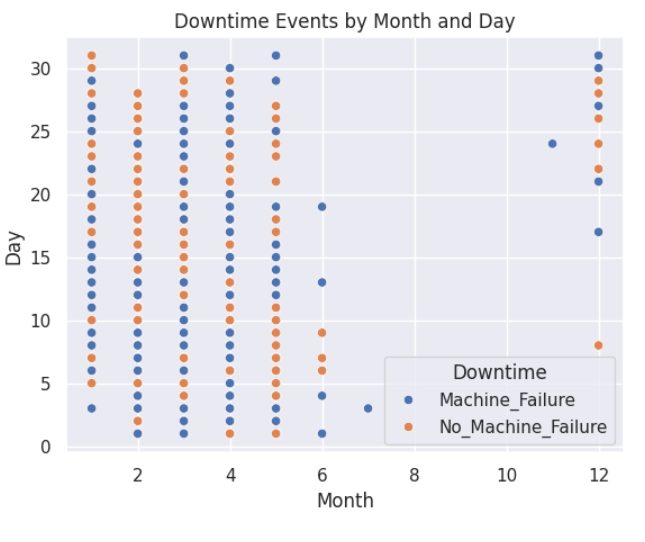 Downtime Events by Month and Day
30
25
20
15
10
5
0
Day
Downtime
Machine_Failure
No_Machine_Failure
2 4 6 8 10 12
Month